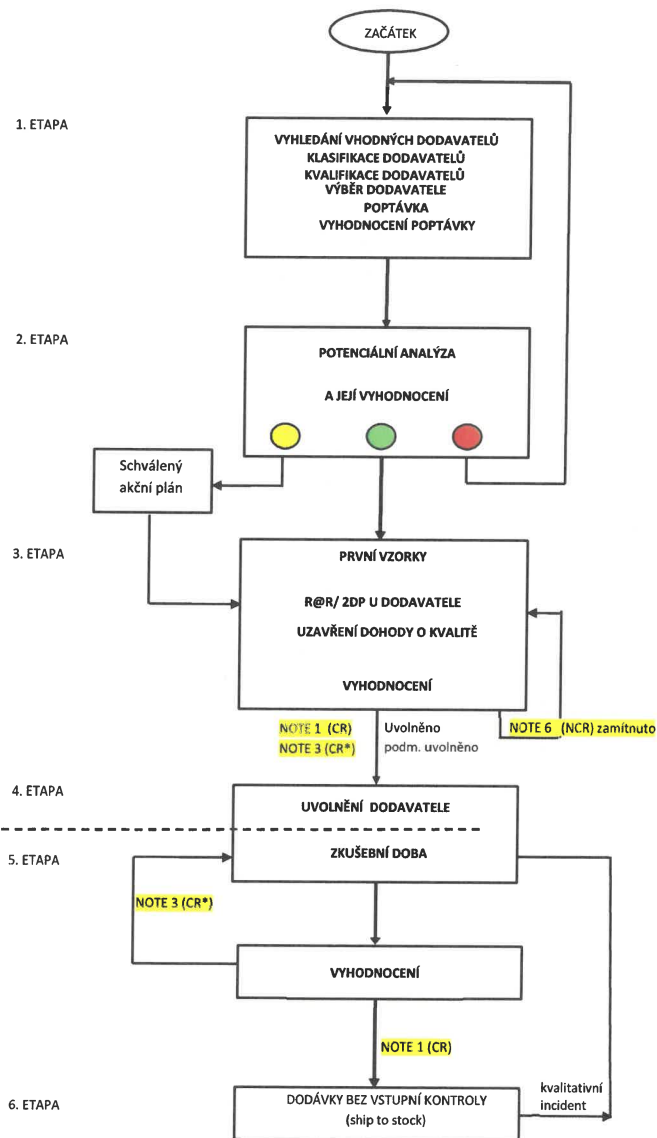 ZAČÁTEK
1. ETAPA
VYHLEDÁNÍ VHODNÝCH DODAVATELŮ
KLASIFIKACE DODAVATELŮ
KVALIFIKACE DODAVATELŮ
VÝBĚR DODAVATELE
POPTÁVKA
VYHODNOCENÍ POPTÁVKY
2. ETAPA
POTENCIÁLNÍ ANALÝZA
A JEJÍ VYHODNOCENÍ
Schválený
akční plán
3. ETAPA
PRVNÍ VZORKY
R@R/ 2DP U DODAVATELE
UZAVŘENÍ DOHODY O KVALITĚ
VYHODNOCENÍ
NOTE 1 (CR) Uvolněno
NOTE 3 (CR*) podm. uvolněno
NOTE 6 (NCR) zamítnuto
4. ETAPA
UVOLNĚNÍ DODAVATELE
5. ETAPA
ZKUŠEBNÍ DOBA
NOTE 3 (CR*)
VYHODNOCENÍ
NOTE 1 (CR)
6. ETAPA
DODÁVKY BEZ VSTUPNÍ KONTROLY
(ship to stock)
kvalitativní
incident